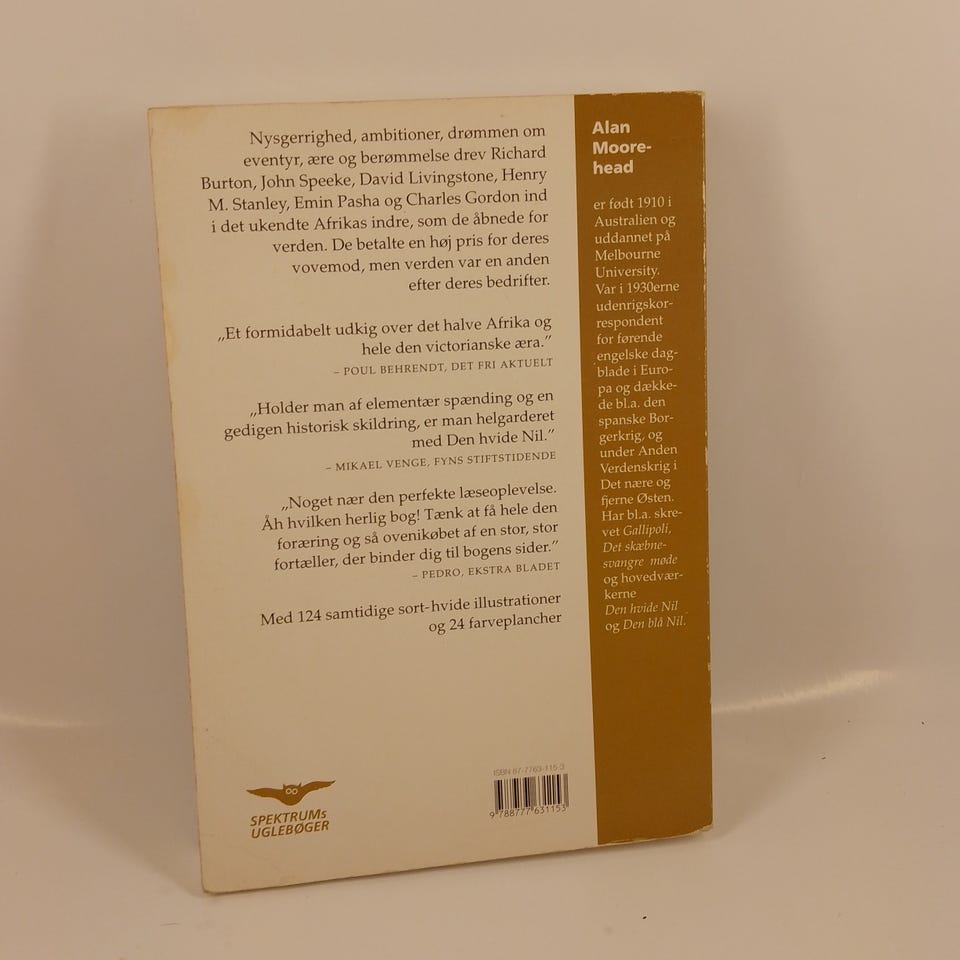 Nysgerrighed, ambitioner, drømmen om
eventyr, ære og berømmelse drev Richard
Burton, John Speeke, David Livingstone, Henry
M. Stanley, Emin Pasha og Charles Gordon ind
i det ukendte Afrikas indre, som de åbnede for
verden. De betalte en høj pris for deres
vovemod, men verden var en anden
efter deres bedrifter.
„Et formidabelt udkig over det halve Afrika og
hele den victorianske æra.”
– POUL BEHRENDT, DET FRI AKTUELT
„Holder man af elementær spænding og en
gedigen historisk skildring, er man helgarderet
med Den hvide Nil.”
– MIKAEL VENGE, FYNS STIFTSTIDENDE
„Noget nær den perfekte læseoplevelse.
Åh hvilken herlig bog! Tænk at få hele den
foræring og så ovenikøbet af en stor, stor
fortæller, der binder dig til bogens sider.”
– PEDRO, EKSTRA BLADET
Med 124 samtidige sort-hvide illustrationer
og 24 farveplancher
SPEKTRUMs
UGLEBØGER
ISBN 87-7763-115-3
9 788777 631153
Alan
Moore-
head
er født 1910 i
Australien og
uddannet på
Melbourne
University.
Var i 1930erne
udenrigskor-
respondent
for førende
engelske dag-
blade i Euro-
pa og dække-
de bl.a. den
spanske Bor-
gerkrig, og
under Anden
Verdenskrig i
Det nære og
fjerne Østen.
Har bl.a. skre-
vet Gallipoli,
Det skæbne-
svangre møde
og hovedvær-
kerne
Den hvide Nil
og Den blå Nil.